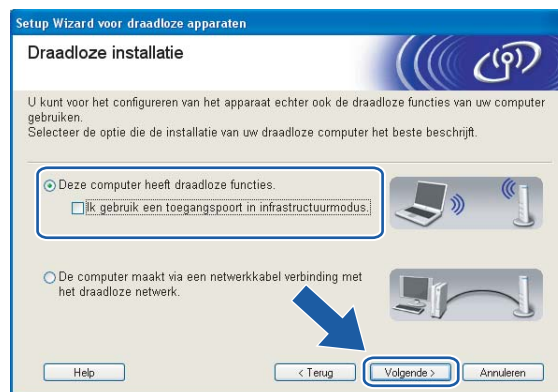 Setup Wizard voor draadloze apparaten
Draadloze installatie
U kunt voor het configureren van het apparaat echter ook de draadloze functies van uw computer
gebruiken.
Selecteer de optie die de installatie van uw draadloze computer het beste beschrijft.
Deze computer heeft draadloze functies.
Ik gebruik een toegangspoort in infrastructuurmodus.
De computer maakt via een netwerkkabel verbinding met
het draadloze netwerk.
Help
< Terug
Volgende >
Annuleren